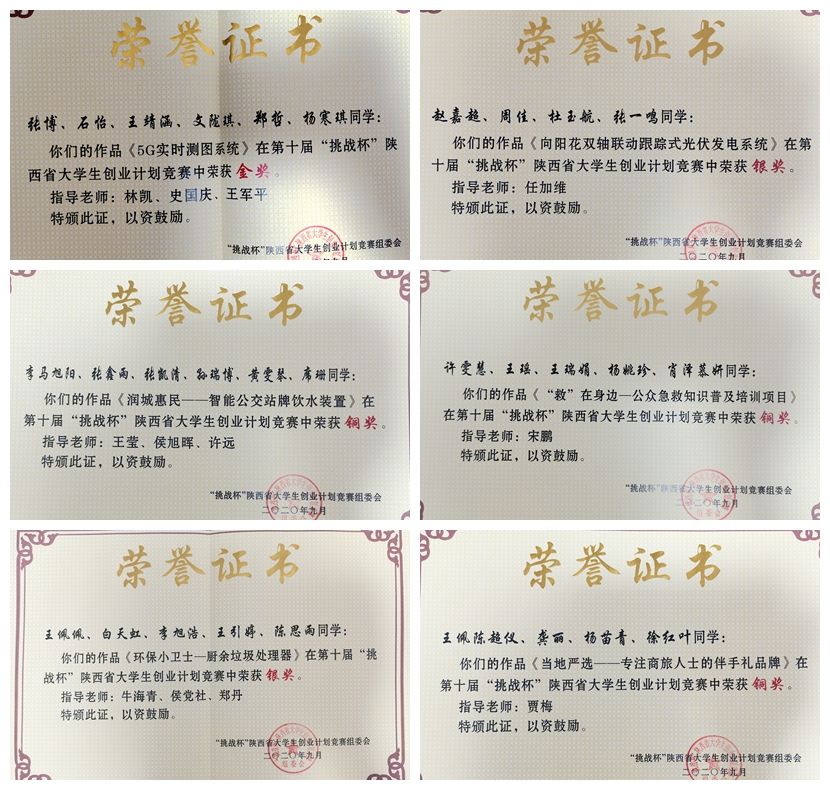 荣誉证书
张博、石怡、王靖涵、文陇琪、郑哲、杨寒琪同学：
你们的作品《5G实时测图系统》在第十届“挑战杯”陕
西省大学生创业计划竞赛中荣获 金奖。
指导老师：林凯、史国庆、王军平
特颁此证，以资鼓励。
“挑战杯”陕西省大学生创业计划竞赛组委会
荣誉证书
赵嘉超、周佳、杜玉航、张一鸣同学：
你们的作品《向阳花双轴联动跟踪式光伏发电系统》在第
十届“挑战杯”陕西省大学生创业计划竞赛中荣获 银奖。
指导老师：任加维
特颁此证，以资鼓励。
“挑战杯”陕西省大学生创业计划竞赛组委会
二〇二〇年九月
荣誉证书
李马旭阳、张鑫雨、张凯清、孙瑞博、黄雯琴、席珊同学：
你们的作品《润城惠民——智能公交站牌饮水装置》在
第十届“挑战杯”陕西省大学生创业计划竞赛中荣获 铜奖。
指导老师：王莹、侯旭晖、许远
特颁此证，以资鼓励。
“挑战杯”陕西省大学生创业计划竞赛组委会
二〇二〇年九月
荣誉证书
许雯慧、王瑶、王瑞娟、杨姚珍、肖泽慕妍同学：
你们的作品《“救”在身边—公众急救知识普及培训项目》
在第十届“挑战杯”陕西省大学生创业计划竞赛中荣获 铜奖。
指导老师：宋鹏
特颁此证，以资鼓励。
“挑战杯”陕西省大学生创业计划竞赛组委会
二〇二〇年九月
荣誉证书
王佩佩、白天虹、李旭浩、王引婷、陈思雨同学：
你们的作品《环保小卫士—厨余垃圾处理器》在第十届“挑
战杯”陕西省大学生创业计划竞赛中荣获 银奖。
指导老师：牛海青、侯党社、郑丹
特颁此证，以资鼓励。
“挑战杯”陕西省大学生创业计划竞赛组委会
二〇二〇年九月
荣誉证书
王佩陈超仪、龚丽、杨苗青、徐红叶同学：
你们的作品《当地严选——专注商旅人士的伴手礼品牌》在
第十届“挑战杯”陕西省大学生创业计划竞赛中荣获 铜奖。
指导老师：贾梅
特颁此证，以资鼓励。
“挑战杯”陕西省大学生创业计划竞赛组委会
二〇二〇年九月